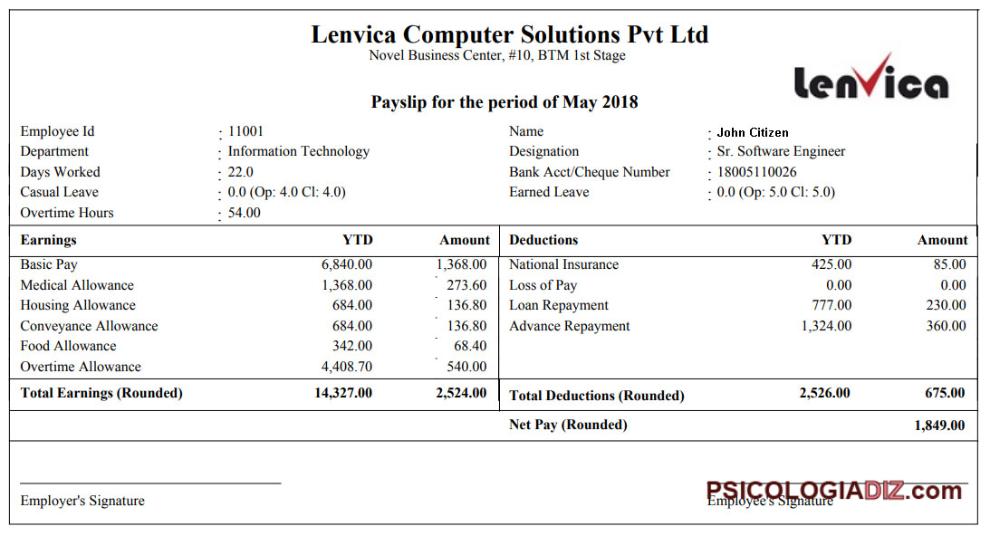 Lenvica Computer Solutions Pvt Ltd
Novel Business Center, #10, BTM 1st Stage
Lenvica
Payslip for the period of May 2018
Employee Id : 11001 Name : John Citizen
Department : Information Technology Designation : Sr. Software Engineer
Days Worked : 22.0 Bank Acct/Cheque Number : 18005110026
Casual Leave : 0.0 (Op: 4.0 Cl: 4.0) Earned Leave : 0.0 (Op: 5.0 Cl: 5.0)
Overtime Hours : 54.00
Earnings YTD Amount Deductions YTD Amount
Basic Pay 6,840.00 1,368.00 National Insurance 425.00 85.00
Medical Allowance 1,368.00 273.60 Loss of Pay 0.00 0.00
Housing Allowance 684.00 136.80 Loan Repayment 777.00 230.00
Conveyance Allowance 684.00 136.80 Advance Repayment 1,324.00 360.00
Food Allowance 342.00 68.40
Overtime Allowance 4,408.70 540.00
Total Earnings (Rounded) 14,327.00 2,524.00 Total Deductions (Rounded) 2,526.00 675.00
Net Pay (Rounded) 1,849.00
PSICOLOGIADIZ.com
Employer's Signature Employee's Signature